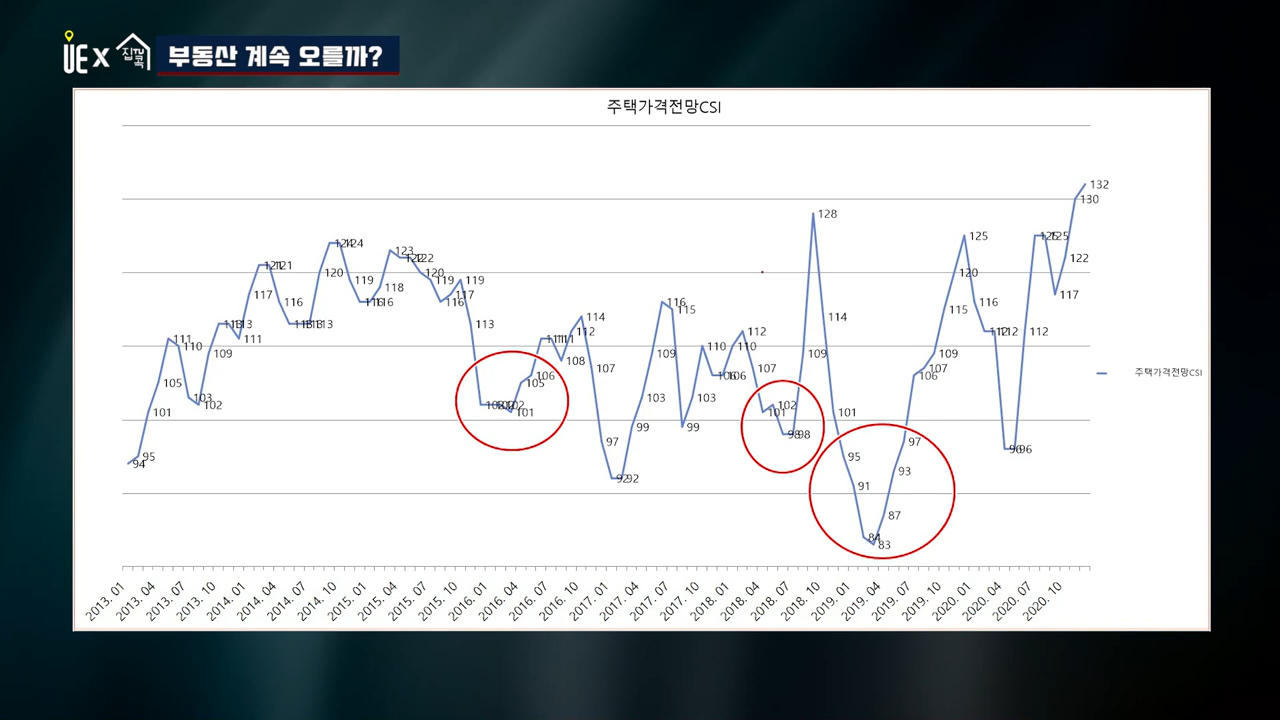 UE X 집코콕
부동산 계속 오를까?
주택가격전망CSI
94 95 101 105 111 110 103 102 109 113 113 111 117 121 121 116 113 113 113 120 124 124 119 116 116 118 123 122 122 120 119 116 117 119 113 102 102 102 101 105 106 111 111 108 112 114 107 97 92 92 99 103 109 116 115 99 103 110 106 106 110 112 107 101 102 98 98 109 128 114 101 95 91 84 83 87 93 97 106 107 109 115 120 125 116 112 112 96 96 112 125 125 117 122 130 132
주택가격전망CSI
2013. 01 2013. 04 2013. 07 2013. 10 2014. 01 2014. 04 2014. 07 2014. 10 2015. 01 2015. 04 2015. 07 2015. 10 2016. 01 2016. 04 2016. 07 2016. 10 2017. 01 2017. 04 2017. 07 2017. 10 2018. 01 2018. 04 2018. 07 2018. 10 2019. 01 2019. 04 2019. 07 2019. 10 2020. 01 2020. 04 2020. 07 2020. 10